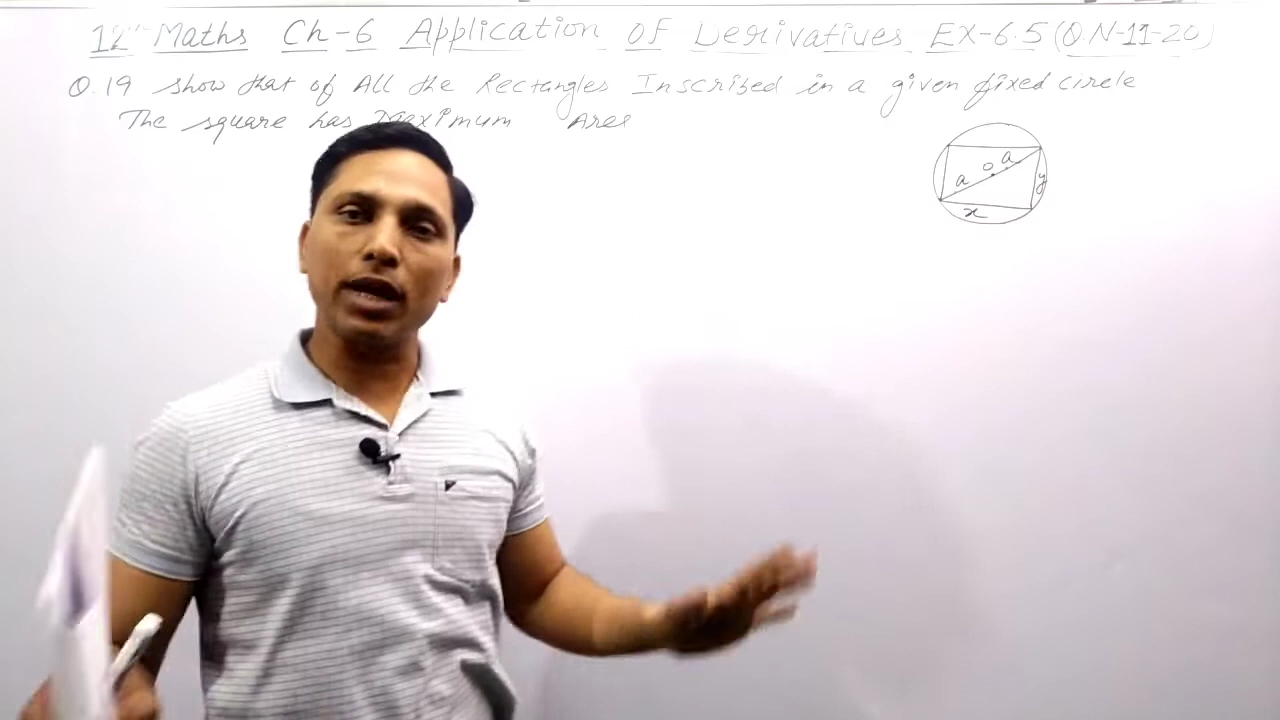 12th Maths Ch-6 Application OF Derivatives EX-6.5 (Q.N-11-20)
Q.19 Show that of All the Rectangles Inscribed in a given fixed circle
The square has Maximum Area
a o a
y
x